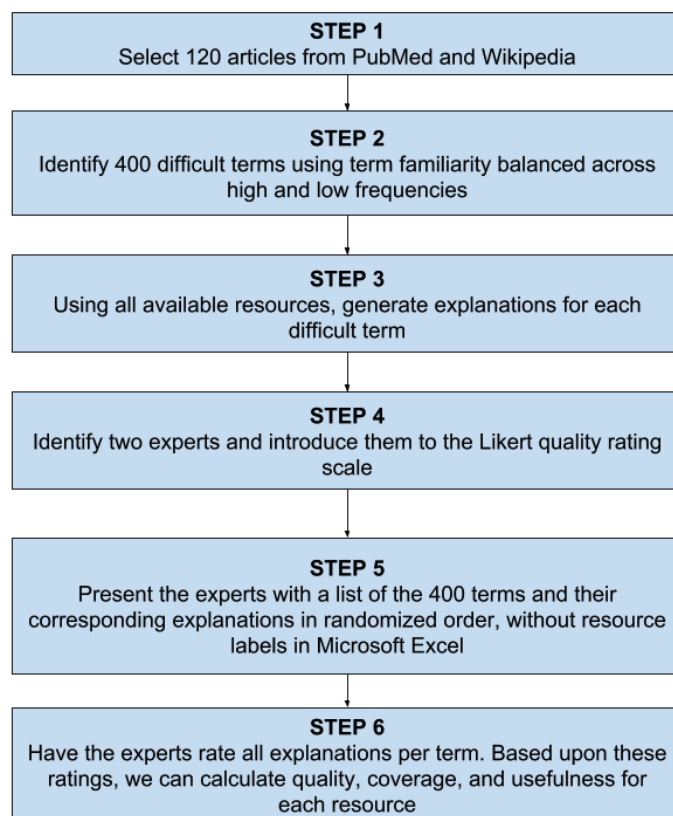 STEP 1
Select 120 articles from PubMed and Wikipedia
STEP 2
Identify 400 difficult terms using term familiarity balanced across
high and low frequencies
STEP 3
Using all available resources, generate explanations for each
difficult term
STEP 4
Identify two experts and introduce them to the Likert quality rating
scale
STEP 5
Present the experts with a list of the 400 terms and their
corresponding explanations in randomized order, without resource
labels in Microsoft Excel
STEP 6
Have the experts rate all explanations per term. Based upon these
ratings, we can calculate quality, coverage, and usefulness for
each resource